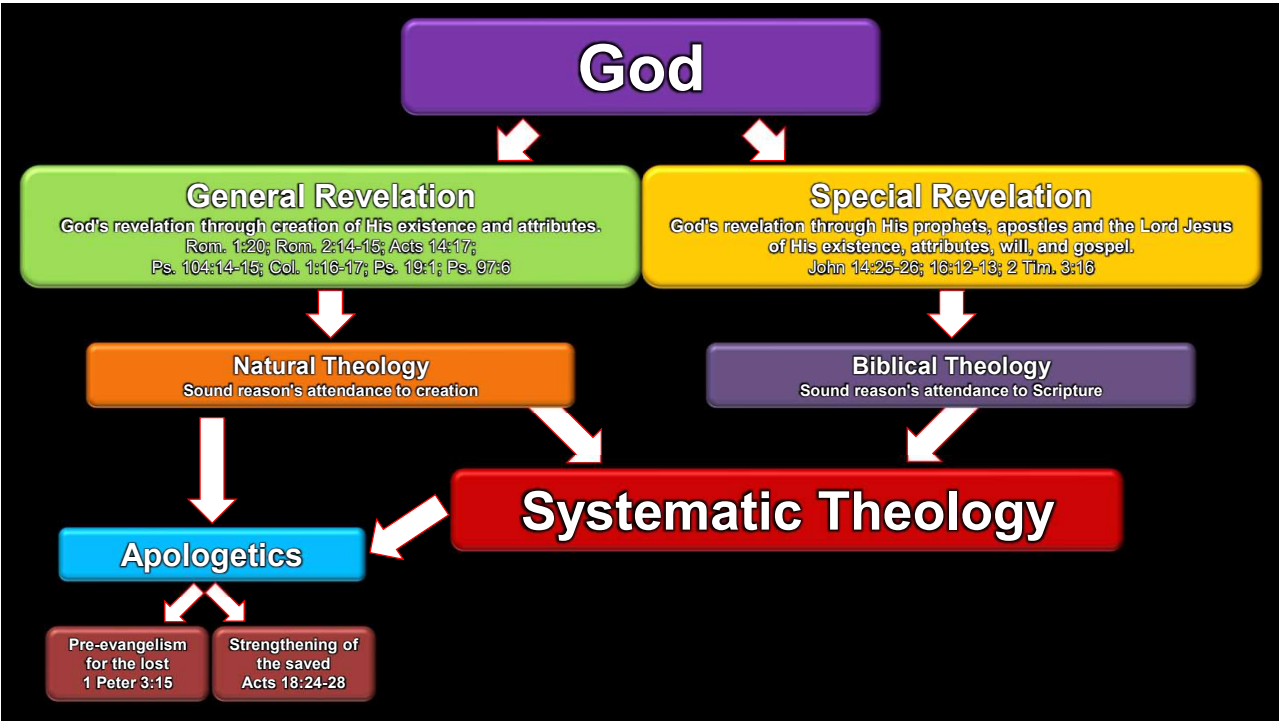 God
General Revelation
God's revelation through creation of His existence and attributes.
Rom. 1:20; Rom. 2:14-15; Acts 14:17;
Ps. 104:14-15; Col. 1:16-17; Ps. 19:1; Ps. 97:6
Special Revelation
God's revelation through His prophets, apostles and the Lord Jesus
of His existence, attributes, will, and gospel.
John 14:25-26; 16:12-13; 2 Tim. 3:16
Natural Theology
Sound reason's attendance to creation
Biblical Theology
Sound reason's attendance to Scripture
Systematic Theology
Apologetics
Pre-evangelism
for the lost
1 Peter 3:15
Strengthening of
the saved
Acts 18:24-28